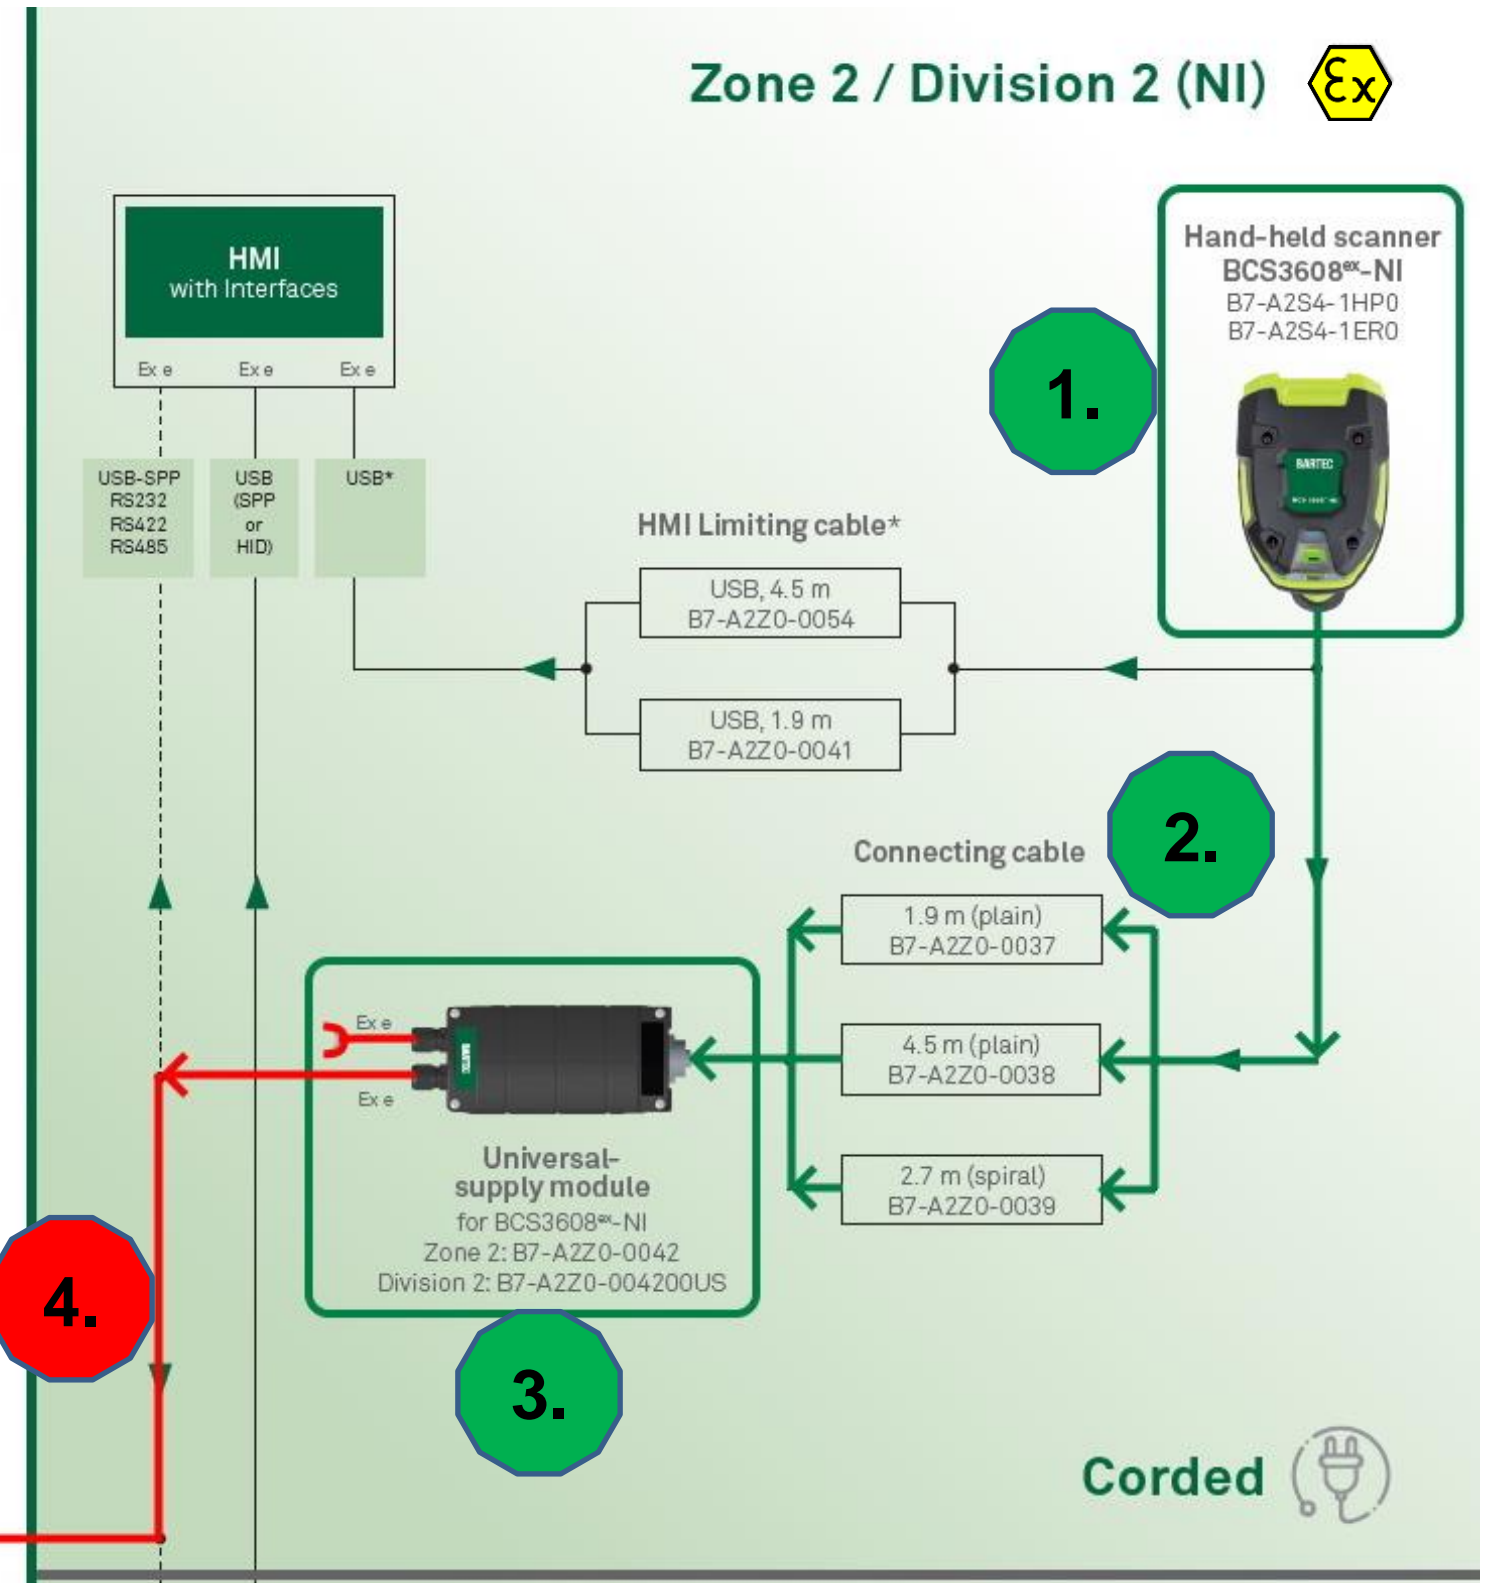 Zone 2 / Division 2 (NI)
Ex
HMI
with Interfaces
Ex e
Ex e
Ex e
USB-SPP
RS232
RS422
RS485
USB
(SPP
or
HID)
USB*
Hand-held scanner
BCS3608ᵉˣ-NI
B7-A2S4-1HP0
B7-A2S4-1ER0
BARTEC
1.
HMI Limiting cable*
USB, 4.5 m
B7-A2Z0-0054
USB, 1.9 m
B7-A2Z0-0041
2.
Connecting cable
1.9 m (plain)
B7-A2Z0-0037
4.5 m (plain)
B7-A2Z0-0038
2.7 m (spiral)
B7-A2Z0-0039
Ex e
Ex e
BARTEC
Universal-
supply module
for BCS3608ᵉˣ-NI
Zone 2: B7-A2Z0-0042
Division 2: B7-A2Z0-004200US
3.
4.
Corded